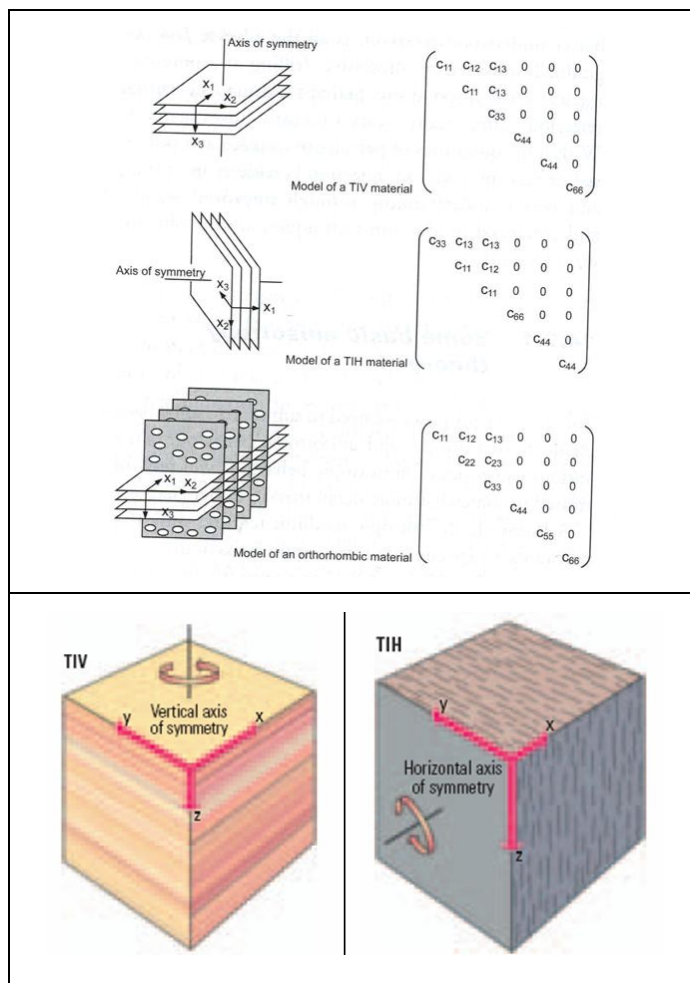 Axis of symmetry
X1
X2
X3
Model of a TIV material
C11 C12 C13 0 0 0
C11 C13 0 0 0
C33 0 0 0
C44 0 0
C44 0
C66
Axis of symmetry
X3
X1
X2
Model of a TIH material
C33 C13 C13 0 0 0
C11 C12 0 0 0
C11 0 0 0
C66 0 0
C44 0
C44
X1 X2
X3
Model of an orthorhombic material
C11 C12 C13 0 0 0
C22 C23 0 0 0
C33 0 0 0
C44 0 0
C55 0
C66
TIV
Vertical axis
of symmetry
y
x
z
TIH
y
x
Horizontal axis
of symmetry
z